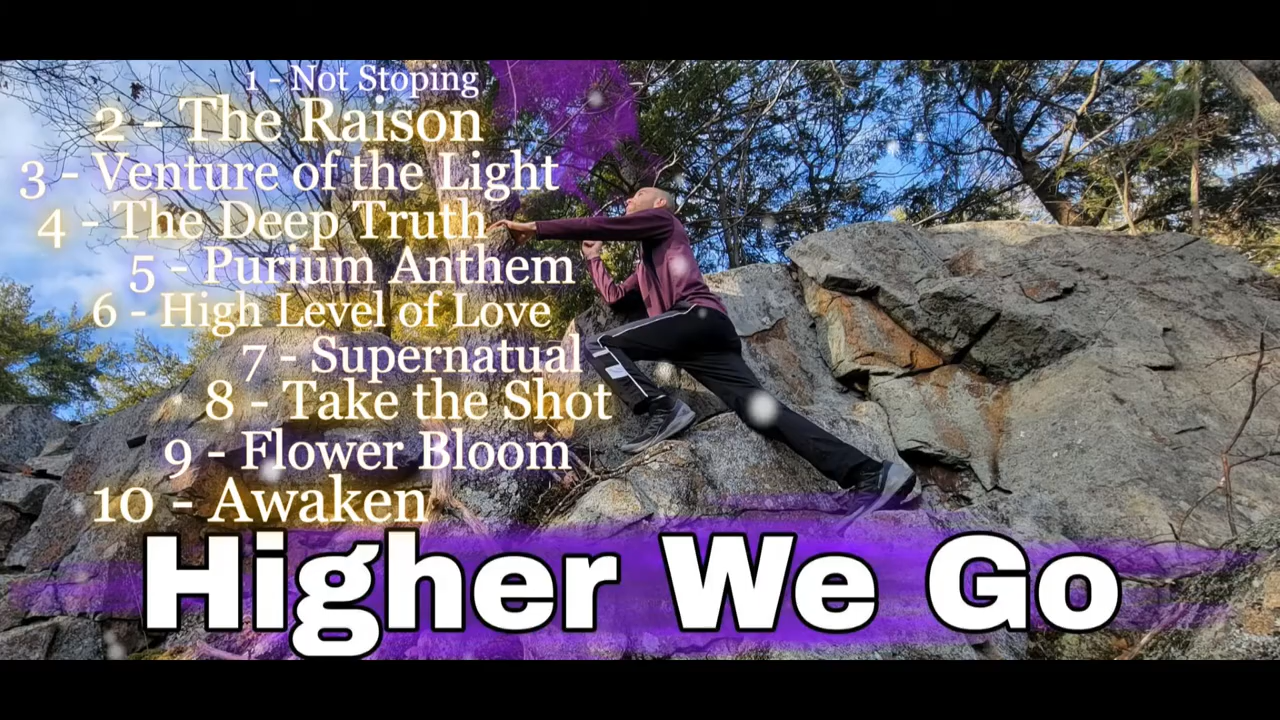 1 - Not Stoping
2 - The Raison
3 - Venture of the Light
4 - The Deep Truth
5 - Purium Anthem
6 - High Level of Love
7 - Supernatual
8 - Take the Shot
9 - Flower Bloom
10 - Awaken
Higher We Go